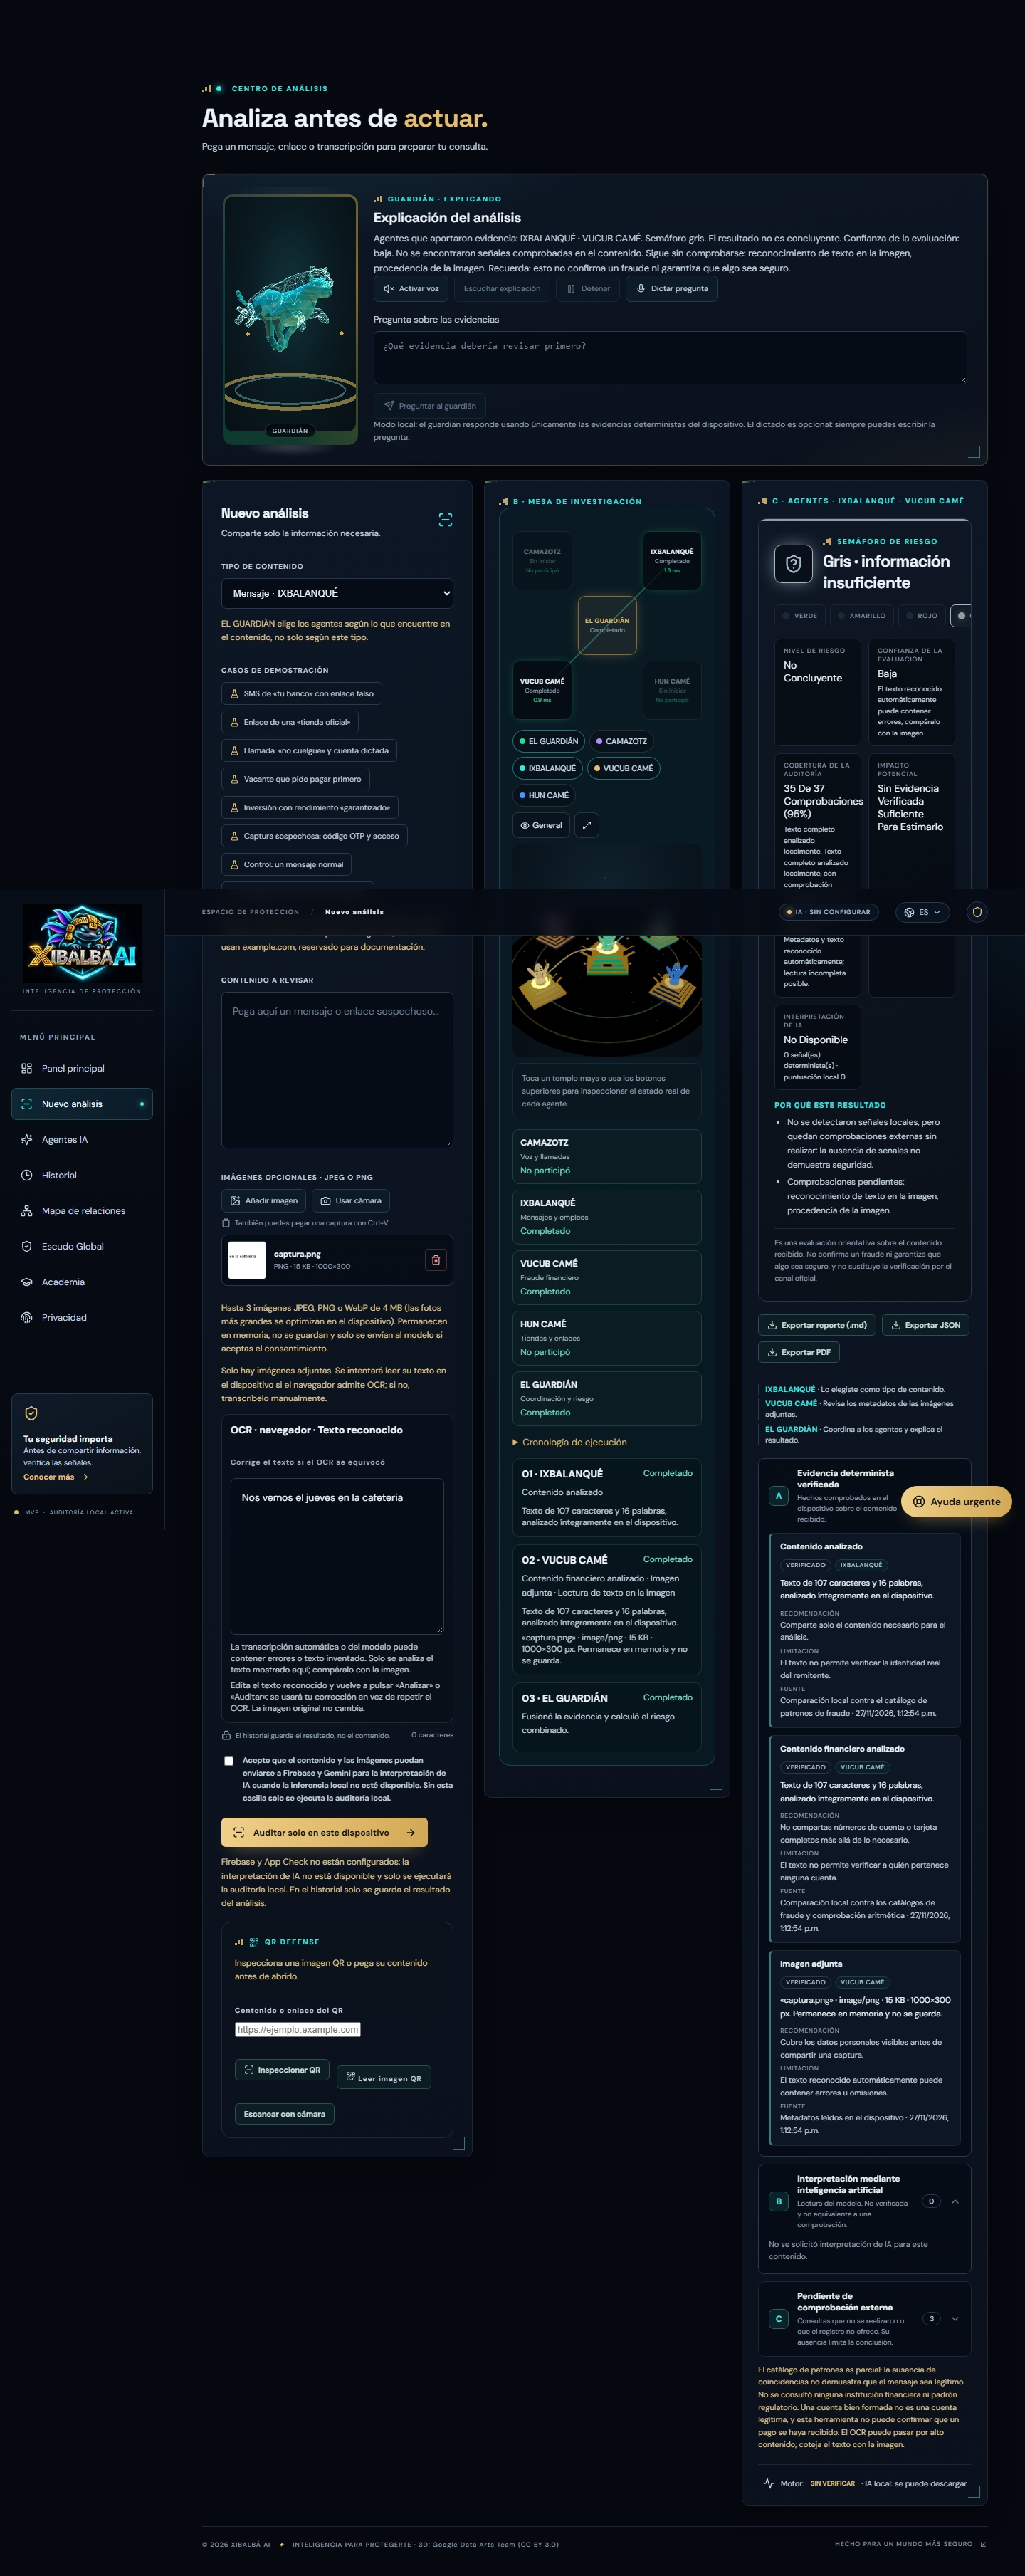 CENTRO DE ANÁLISIS
Analiza antes de actuar.
Pega un mensaje, enlace o transcripción para preparar tu consulta.
GUARDIÁN
GUARDIÁN · EXPLICANDO
Explicación del análisis
Agentes que aportaron evidencia: IXBALANQUÉ · VUCUB CAMÉ. Semáforo gris. El resultado no es concluyente. Confianza de la evaluación:
baja. No se encontraron señales comprobadas en el contenido. Sigue sin comprobarse: reconocimiento de texto en la imagen,
procedencia de la imagen. Recuerda: esto no confirma un fraude ni garantiza que algo sea seguro.
Activar voz
Escuchar explicación
Detener
Dictar pregunta
Pregunta sobre las evidencias
¿Qué evidencia debería revisar primero?
Preguntar al guardián
Modo local: el guardián responde usando únicamente las evidencias deterministas del dispositivo. El dictado es opcional: siempre puedes escribir la
pregunta.
Nuevo análisis
Comparte solo la información necesaria.
TIPO DE CONTENIDO
Mensaje · IXBALANQUÉ
EL GUARDIÁN elige los agentes según lo que encuentre en
el contenido, no solo según este tipo.
CASOS DE DEMOSTRACIÓN
SMS de «tu banco» con enlace falso
Enlace de una «tienda oficial»
Llamada: «no cuelgue» y cuenta dictada
Vacante que pide pagar primero
Inversión con rendimiento «garantizado»
Captura sospechosa: código OTP y acceso
Control: un mensaje normal
usan example.com, reservado para documentación.
CONTENIDO A REVISAR
Pega aquí un mensaje o enlace sospechoso...
IMÁGENES OPCIONALES · JPEG O PNG
Añadir imagen
Usar cámara
También puedes pegar una captura con Ctrl+V
en la cafeteria
captura.png
PNG · 15 KB · 1000×300
Hasta 3 imágenes JPEG, PNG o WebP de 4 MB (las fotos
más grandes se optimizan en el dispositivo). Permanecen
en memoria, no se guardan y solo se envían al modelo si
aceptas el consentimiento.
Solo hay imágenes adjuntas. Se intentará leer su texto en
el dispositivo si el navegador admite OCR; si no,
transcríbelo manualmente.
OCR · navegador · Texto reconocido
Corrige el texto si el OCR se equivocó
Nos vemos el jueves en la cafeteria
La transcripción automática o del modelo puede
contener errores o texto inventado. Solo se analiza el
texto mostrado aquí; compáralo con la imagen.
Edita el texto reconocido y vuelve a pulsar «Analizar» o
«Auditar»: se usará tu corrección en vez de repetir el
OCR. La imagen original no cambia.
El historial guarda el resultado, no el contenido.
0 caracteres
Acepto que el contenido y las imágenes puedan
enviarse a Firebase y Gemini para la interpretación de
IA cuando la inferencia local no esté disponible. Sin esta
casilla solo se ejecuta la auditoría local.
Auditar solo en este dispositivo
Firebase y App Check no están configurados: la
interpretación de IA no está disponible y solo se ejecutará
la auditoría local. En el historial solo se guarda el resultado
del análisis.
QR DEFENSE
Inspecciona una imagen QR o pega su contenido
antes de abrirlo.
Contenido o enlace del QR
https://ejemplo.example.com
Inspeccionar QR
Leer imagen QR
Escanear con cámara
B · MESA DE INVESTIGACIÓN
CAMAZOTZ
Sin iniciar
No participó
IXBALANQUÉ
Completado
1.3 ms
EL GUARDIÁN
Completado
VUCUB CAMÉ
Completado
0.9 ms
HUN CAMÉ
Sin iniciar
No participó
EL GUARDIÁN
CAMAZOTZ
IXBALANQUÉ
VUCUB CAMÉ
HUN CAMÉ
General
Toca un templo maya o usa los botones
superiores para inspeccionar el estado real de
cada agente.
CAMAZOTZ
Voz y llamadas
No participó
IXBALANQUÉ
Mensajes y empleos
Completado
VUCUB CAMÉ
Fraude financiero
Completado
HUN CAMÉ
Tiendas y enlaces
No participó
EL GUARDIÁN
Coordinación y riesgo
Completado
Cronología de ejecución
01 · IXBALANQUÉ
Completado
Contenido analizado
Texto de 107 caracteres y 16 palabras,
analizado íntegramente en el dispositivo.
02 · VUCUB CAMÉ
Completado
Contenido financiero analizado · Imagen
adjunta · Lectura de texto en la imagen
Texto de 107 caracteres y 16 palabras,
analizado íntegramente en el dispositivo.
«captura.png» · image/png · 15 KB ·
1000×300 px. Permanece en memoria y no
se guarda.
03 · EL GUARDIÁN
Completado
Fusionó la evidencia y calculó el riesgo
combinado.
C · AGENTES · IXBALANQUÉ · VUCUB CAMÉ
SEMÁFORO DE RIESGO
Gris · información
insuficiente
VERDE
AMARILLO
ROJO
NIVEL DE RIESGO
No
Concluyente
CONFIANZA DE LA
EVALUACIÓN
Baja
El texto reconocido
automáticamente
puede contener
errores; compáralo
con la imagen.
COBERTURA DE LA
AUDITORÍA
35 De 37
Comprobaciones
(95%)
Texto completo
analizado
localmente. Texto
completo analizado
localmente, con
comprobación
Metadatos y texto
reconocido
automáticamente;
lectura incompleta
posible.
IMPACTO
POTENCIAL
Sin Evidencia
Verificada
Suficiente
Para Estimarlo
INTERPRETACIÓN
DE IA
No Disponible
0 señal(es)
determinista(s) ·
puntuación local 0
POR QUÉ ESTE RESULTADO
No se detectaron señales locales, pero
quedan comprobaciones externas sin
realizar: la ausencia de señales no
demuestra seguridad.
Comprobaciones pendientes:
reconocimiento de texto en la imagen,
procedencia de la imagen.
Es una evaluación orientativa sobre el contenido
recibido. No confirma un fraude ni garantiza que
algo sea seguro, y no sustituye la verificación por el
canal oficial.
Exportar reporte (.md)
Exportar JSON
Exportar PDF
IXBALANQUÉ · Lo elegiste como tipo de contenido.
VUCUB CAMÉ · Revisa los metadatos de las imágenes
adjuntas.
EL GUARDIÁN · Coordina a los agentes y explica el
resultado.
A
Evidencia determinista
verificada
Hechos comprobados en el
dispositivo sobre el contenido
recibido.
Contenido analizado
VERIFICADO
IXBALANQUÉ
Texto de 107 caracteres y 16 palabras,
analizado íntegramente en el dispositivo.
RECOMENDACIÓN
Comparte solo el contenido necesario para el
análisis.
LIMITACIÓN
El texto no permite verificar la identidad real
del remitente.
FUENTE
Comparación local contra el catálogo de
patrones de fraude · 27/11/2026, 1:12:54 p.m.
Contenido financiero analizado
VERIFICADO
VUCUB CAMÉ
Texto de 107 caracteres y 16 palabras,
analizado íntegramente en el dispositivo.
RECOMENDACIÓN
No compartas números de cuenta o tarjeta
completos más allá de lo necesario.
LIMITACIÓN
El texto no permite verificar a quién pertenece
ninguna cuenta.
FUENTE
Comparación local contra los catálogos de
fraude y comprobación aritmética · 27/11/2026,
1:12:54 p.m.
Imagen adjunta
VERIFICADO
VUCUB CAMÉ
«captura.png» · image/png · 15 KB · 1000×300
px. Permanece en memoria y no se guarda.
RECOMENDACIÓN
Cubre los datos personales visibles antes de
compartir una captura.
LIMITACIÓN
El texto reconocido automáticamente puede
contener errores u omisiones.
FUENTE
Metadatos leídos en el dispositivo · 27/11/2026,
1:12:54 p.m.
B
Interpretación mediante
inteligencia artificial
Lectura del modelo. No verificada
y no equivalente a una
comprobación.
0
No se solicitó interpretación de IA para este
contenido.
C
Pendiente de
comprobación externa
Consultas que no se realizaron o
que el registro no ofrece. Su
ausencia limita la conclusión.
3
El catálogo de patrones es parcial: la ausencia de
coincidencias no demuestra que el mensaje sea legítimo.
No se consultó ninguna institución financiera ni padrón
regulatorio. Una cuenta bien formada no es una cuenta
legítima, y esta herramienta no puede confirmar que un
pago se haya recibido. El OCR puede pasar por alto
contenido; coteja el texto con la imagen.
Motor: SIN VERIFICAR · IA local: se puede descargar
XIBALBÁ AI
INTELIGENCIA DE PROTECCIÓN
ESPACIO DE PROTECCIÓN / Nuevo análisis
IA · SIN CONFIGURAR
ES
MENÚ PRINCIPAL
Panel principal
Nuevo análisis
Agentes IA
Historial
Mapa de relaciones
Escudo Global
Academia
Privacidad
Tu seguridad importa
Antes de compartir información,
verifica las señales.
Conocer más
MVP · AUDITORÍA LOCAL ACTIVA
Ayuda urgente
© 2026 XIBALBÁ AI
INTELIGENCIA PARA PROTEGERTE · 3D: Google Data Arts Team (CC BY 3.0)
HECHO PARA UN MUNDO MÁS SEGURO